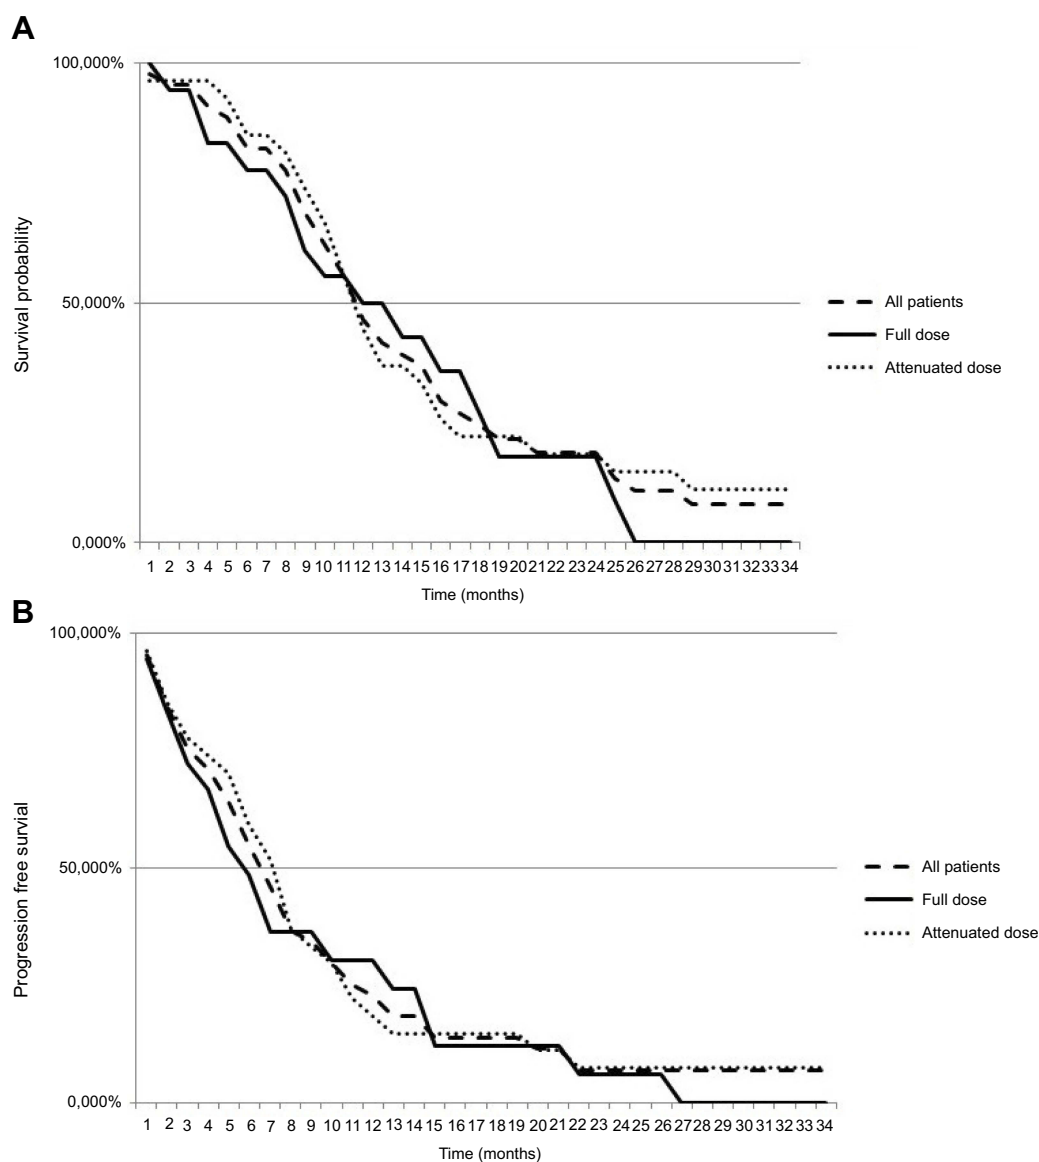 A
100,000%
50,000%
0,000%
Survival probability
1 2 3 4 5 6 7 8 9 10 11 12 13 14 15 16 17 18 19 20 21 22 23 24 25 26 27 28 29 30 31 32 33 34
Time (months)
All patients
Full dose
Attenuated dose
B
100,000%
50,000%
0,000%
Progression free survial
1 2 3 4 5 6 7 8 9 10 11 12 13 14 15 16 17 18 19 20 21 22 23 24 25 26 27 28 29 30 31 32 33 34
Time (months)
All patients
Full dose
Attenuated dose